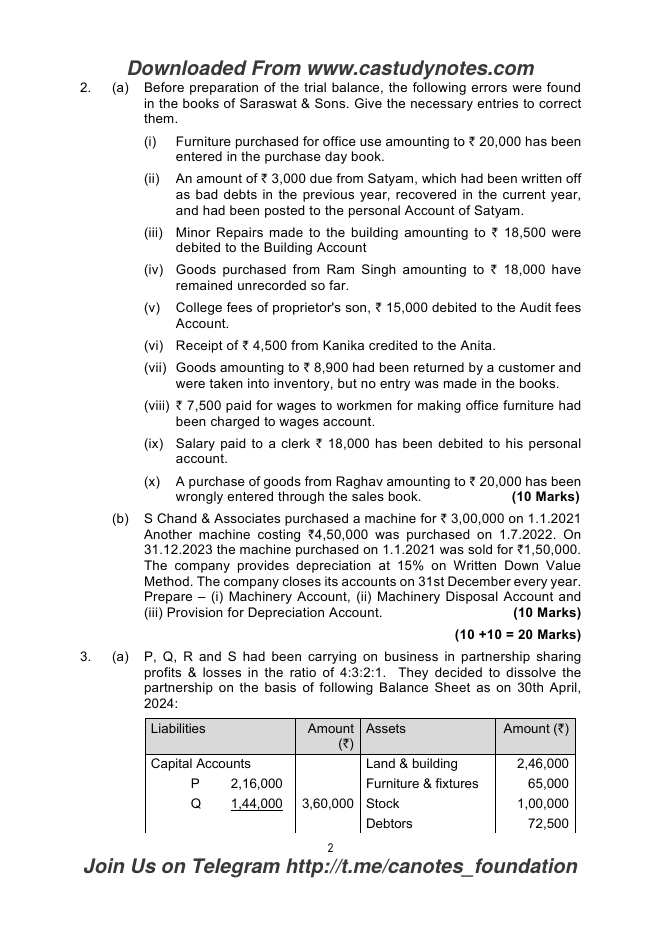 Downloaded From www.castudynotes.com
2. (a) Before preparation of the trial balance, the following errors were found
in the books of Saraswat & Sons. Give the necessary entries to correct
them.
(i) Furniture purchased for office use amounting to ₹ 20,000 has been
entered in the purchase day book.
(ii) An amount of ₹ 3,000 due from Satyam, which had been written off
as bad debts in the previous year, recovered in the current year,
and had been posted to the personal Account of Satyam.
(iii) Minor Repairs made to the building amounting to ₹ 18,500 were
debited to the Building Account
(iv) Goods purchased from Ram Singh amounting to ₹ 18,000 have
remained unrecorded so far.
(v) College fees of proprietor's son, ₹ 15,000 debited to the Audit fees
Account.
(vi) Receipt of ₹ 4,500 from Kanika credited to the Anita.
(vii) Goods amounting to ₹ 8,900 had been returned by a customer and
were taken into inventory, but no entry was made in the books.
(viii) ₹ 7,500 paid for wages to workmen for making office furniture had
been charged to wages account.
(ix) Salary paid to a clerk ₹ 18,000 has been debited to his personal
account.
(x) A purchase of goods from Raghav amounting to ₹ 20,000 has been
wrongly entered through the sales book. (10 Marks)
(b) S Chand & Associates purchased a machine for ₹ 3,00,000 on 1.1.2021
Another machine costing ₹4,50,000 was purchased on 1.7.2022. On
31.12.2023 the machine purchased on 1.1.2021 was sold for ₹1,50,000.
The company provides depreciation at 15% on Written Down Value
Method. The company closes its accounts on 31st December every year.
Prepare – (i) Machinery Account, (ii) Machinery Disposal Account and
(iii) Provision for Depreciation Account. (10 Marks)
(10 +10 = 20 Marks)
3. (a) P, Q, R and S had been carrying on business in partnership sharing
profits & losses in the ratio of 4:3:2:1. They decided to dissolve the
partnership on the basis of following Balance Sheet as on 30th April,
2024:
Liabilities Amount Assets Amount (₹)
(₹)
Capital Accounts Land & building 2,46,000
P 2,16,000 Furniture & fixtures 65,000
Q 1,44,000 3,60,000 Stock 1,00,000
Debtors 72,500
2
Join Us on Telegram http://t.me/canotes_foundation